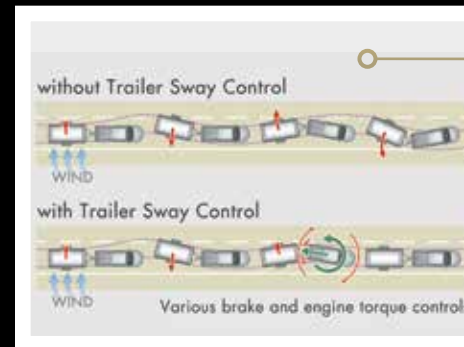 without Trailer Sway Control
WIND
with Trailer Sway Control
WIND
Various brake and engine torque control